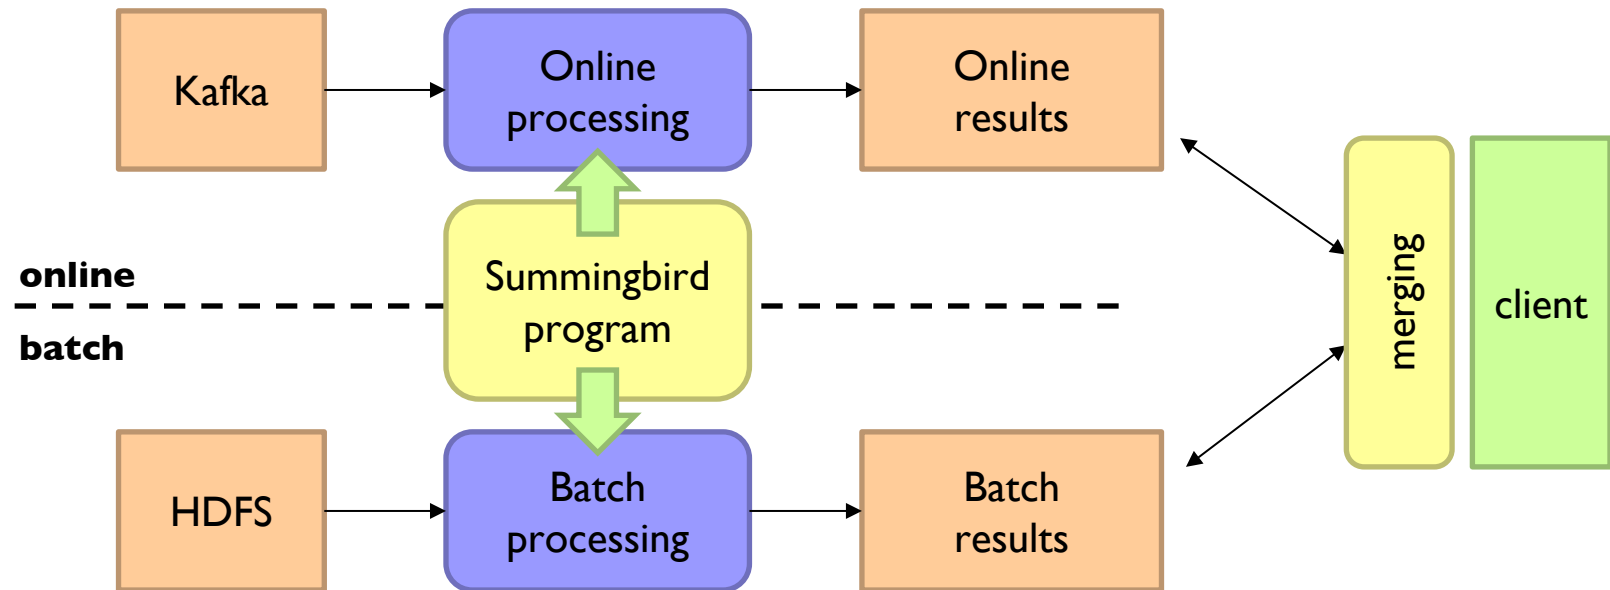 Kafka
Online
processing
Online
results
online
batch
Summingbird
program
merging
client
HDFS
Batch
processing
Batch
results